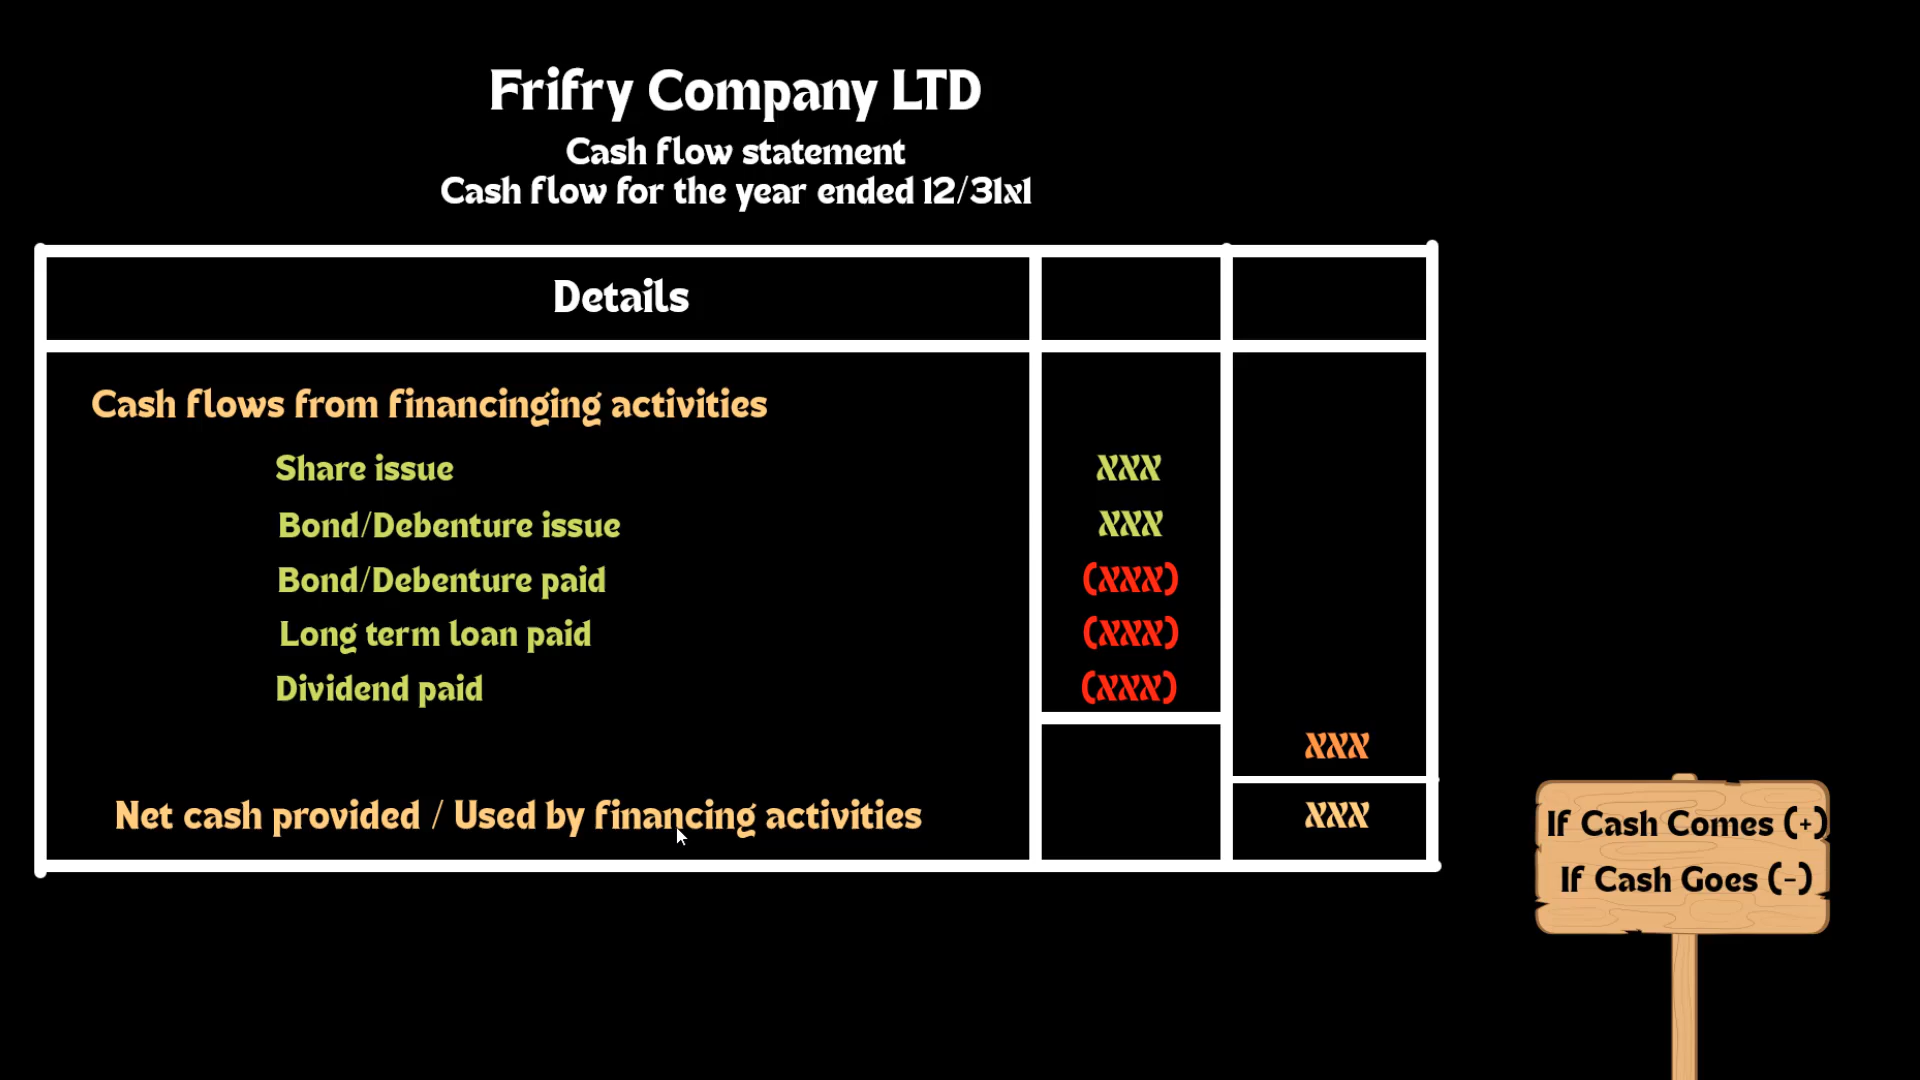 Frifry Company LTD
Cash flow statement
Cash flow for the year ended 12/31x1
Details
Cash flows from financinging activities
Share issue XXX
Bond/Debenture issue XXX
Bond/Debenture paid (XXX)
Long term loan paid (XXX)
Dividend paid (XXX)
XXX
Net cash provided / Used by financing activities XXX
If Cash Comes (+)
If Cash Goes (-)